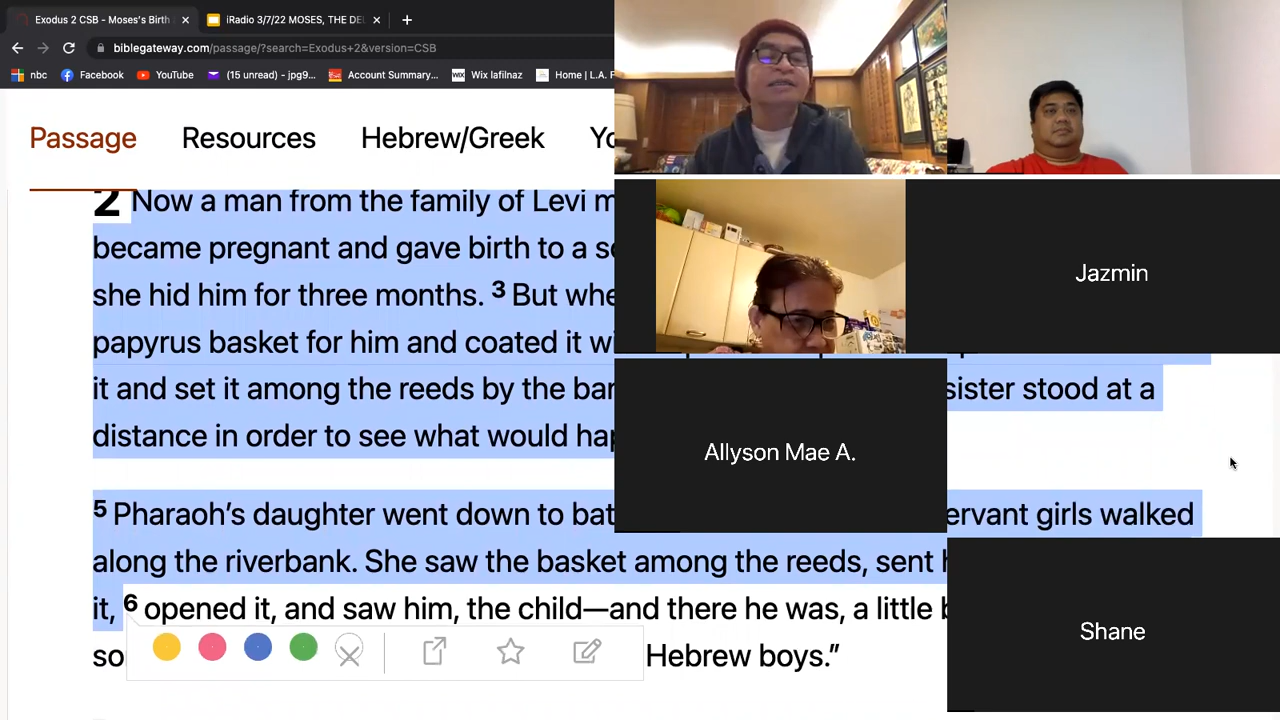 Exodus 2 CSB - Moses's Birth
iRadio 3/7/22 MOSES, THE DEL
biblegateway.com/passage/?search=Exodus+2&version=CSB
nbc Facebook YouTube (15 unread) - jpg9... Account Summary... Wix lafilnaz Home | L.A. F
Passage Resources Hebrew/Greek Yo
2 Now a man from the family of Levi m
became pregnant and gave birth to a s
she hid him for three months. 3 But whe
papyrus basket for him and coated it wi
it and set it among the reeds by the ban sister stood at a
distance in order to see what would hap
5 Pharaoh's daughter went down to bat ervant girls walked
along the riverbank. She saw the basket among the reeds, sent h
it, 6 opened it, and saw him, the child—and there he was, a little b
so Hebrew boys.”
Jazmin
Allyson Mae A.
Shane